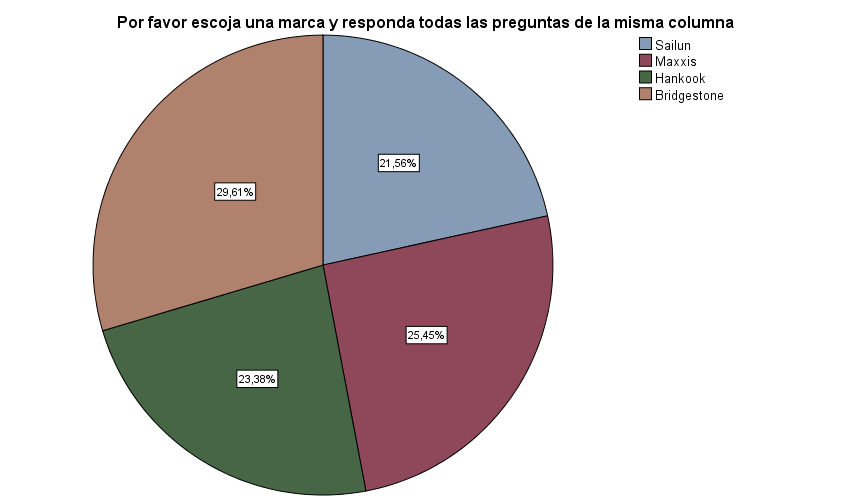 Por favor escoja una marca y responda todas las preguntas de la misma columna
Sailun
Maxxis
Hankook
Bridgestone
21,56%
29,61%
25,45%
23,38%